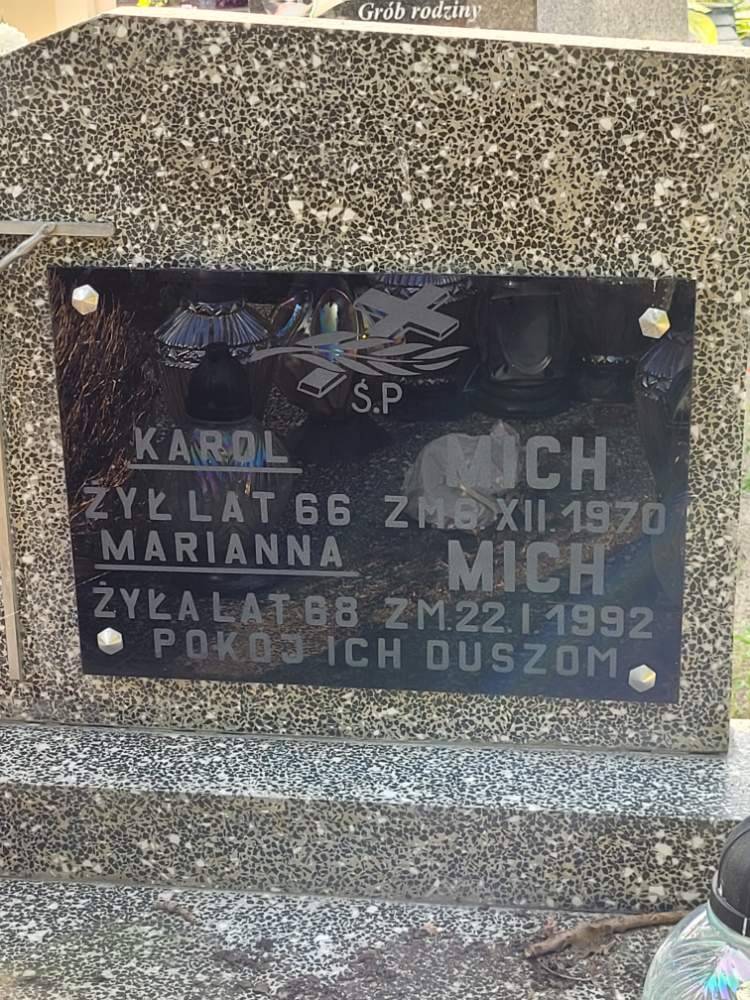 Grób rodziny
Ś.P
KAROL MICH
ŻYŁ LAT 66 ZM 6 XII. 1970
MARIANNA MICH
ŻYŁA LAT 68 ZM. 22. I 1992
POKÓJ ICH DUSZOM